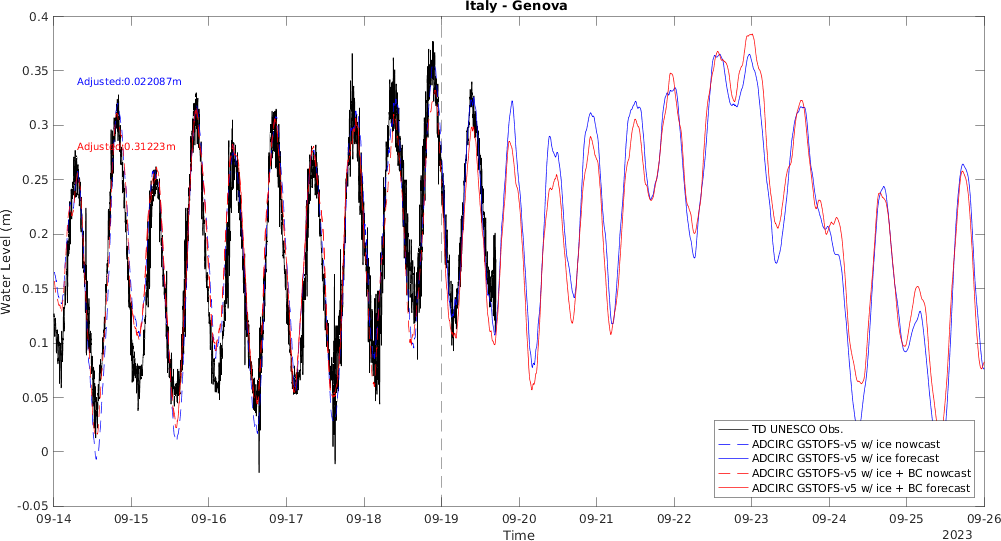 Italy - Genova
0.4
0.35
0.3
0.25
0.2
0.15
0.1
0.05
0
-0.05
Water Level (m)
Adjusted:0.022087m
Adjusted:0.31223m
TD UNESCO Obs.
ADCIRC GSTOFS-v5 w/ ice nowcast
ADCIRC GSTOFS-v5 w/ ice forecast
ADCIRC GSTOFS-v5 w/ ice + BC nowcast
ADCIRC GSTOFS-v5 w/ ice + BC forecast
09-14 09-15 09-16 09-17 09-18 09-19 09-20 09-21 09-22 09-23 09-24 09-25 09-26
Time
2023